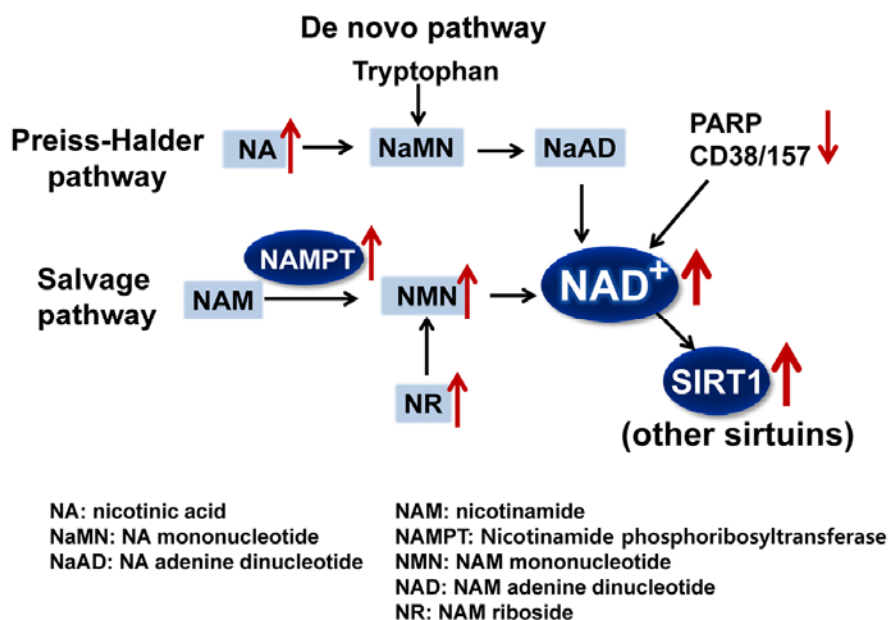 De novo pathway
Tryptophan
Preiss-Halder
pathway
NA
NaMN
NaAD
PARP
CD38/157
Salvage
pathway
NAMPT
NAM
NMN
NAD+
NR
SIRT1
(other sirtuins)
NA: nicotinic acid
NaMN: NA mononucleotide
NaAD: NA adenine dinucleotide
NAM: nicotinamide
NAMPT: Nicotinamide phosphoribosyltransferase
NMN: NAM mononucleotide
NAD: NAM adenine dinucleotide
NR: NAM riboside